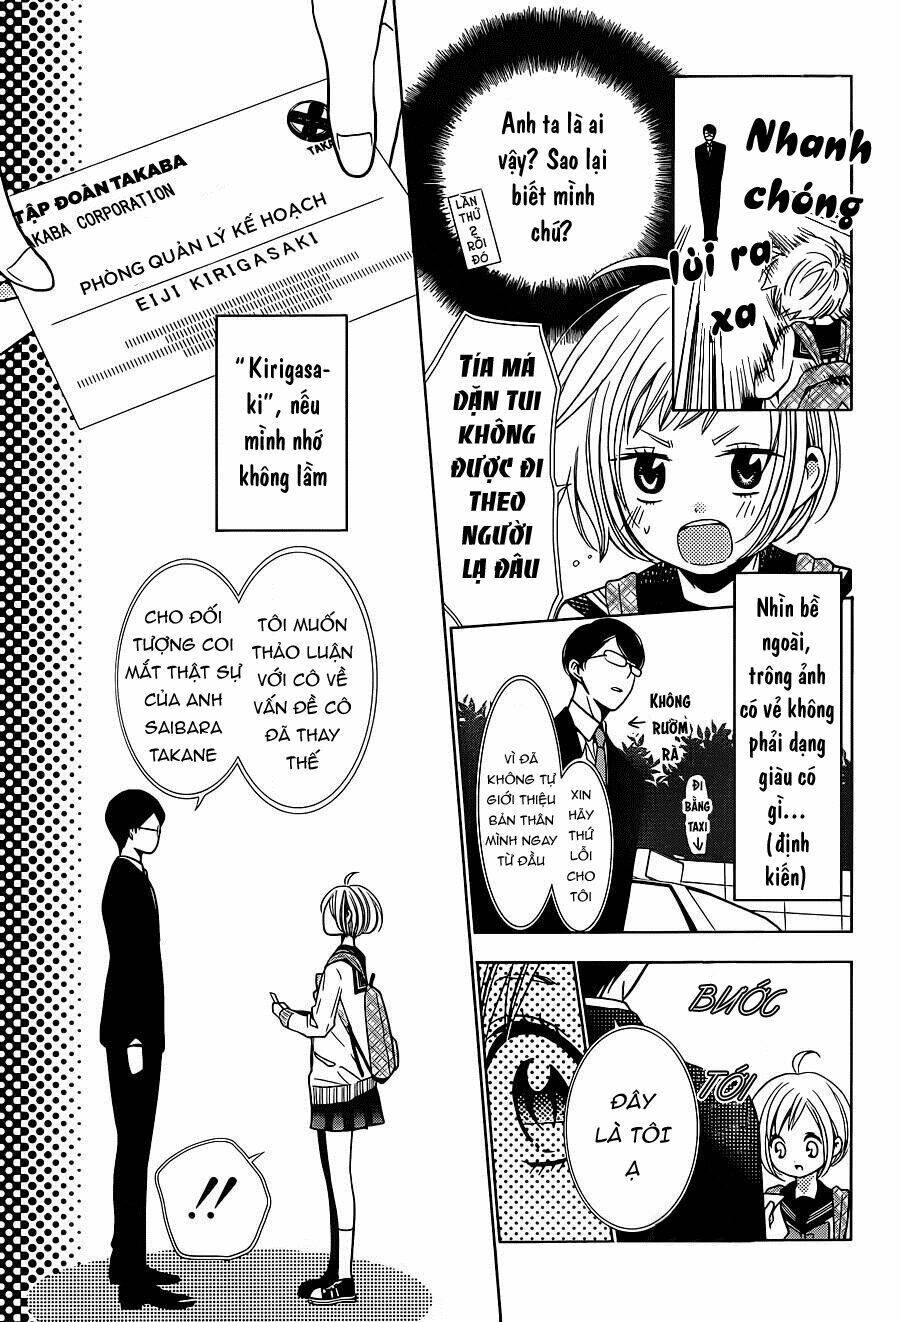 Nhanh
chóng
lùi ra
xa
Anh ta là ai
vậy? Sao lại
biết mình
chứ?
LẦN
THỨ
2
RỒI
ĐÓ
TÍA MÁ
DẶN TUI
KHÔNG
ĐƯỢC ĐI
THEO
NGƯỜI
LẠ ĐÂU
Nhìn bề
ngoài,
trông ảnh
có vẻ không
phải dạng
giàu có
gì...
(định
kiến)
KHÔNG
RƯỜM
RÀ
ĐI
BẰNG
TAXI
XIN
HÃY
THỨ
LỖI
CHO
TÔI
VÌ ĐÃ
KHÔNG TỰ
GIỚI THIỆU
BẢN THÂN
MÌNH NGAY
TỪ ĐẦU
BƯỚC
TỚI
ĐÂY
LÀ TÔI
Ạ
TAKA
TẬP ĐOÀN TAKABA
KABA CORPORATION
PHÒNG QUẢN LÝ KẾ HOẠCH
EIJI KIRIGASAKI
“Kirigasa-
ki”, nếu
mình nhớ
không lầm
TÔI MUỐN
THẢO LUẬN
VỚI CÔ VỀ
VẤN ĐỀ CÔ
ĐÃ THAY
THẾ
CHO ĐỐI
TƯỢNG COI
MẮT THẬT SỰ
CỦA ANH
SAIBARA
TAKANE
!!